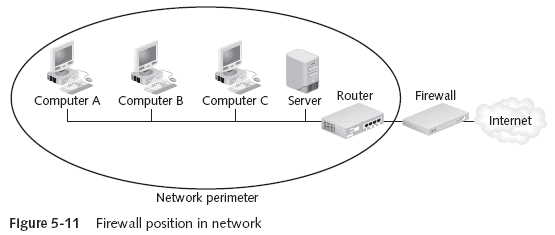 Computer A Computer B Computer C Server Router Firewall
Internet
Network perimeter
Figure 5-11 Firewall position in network